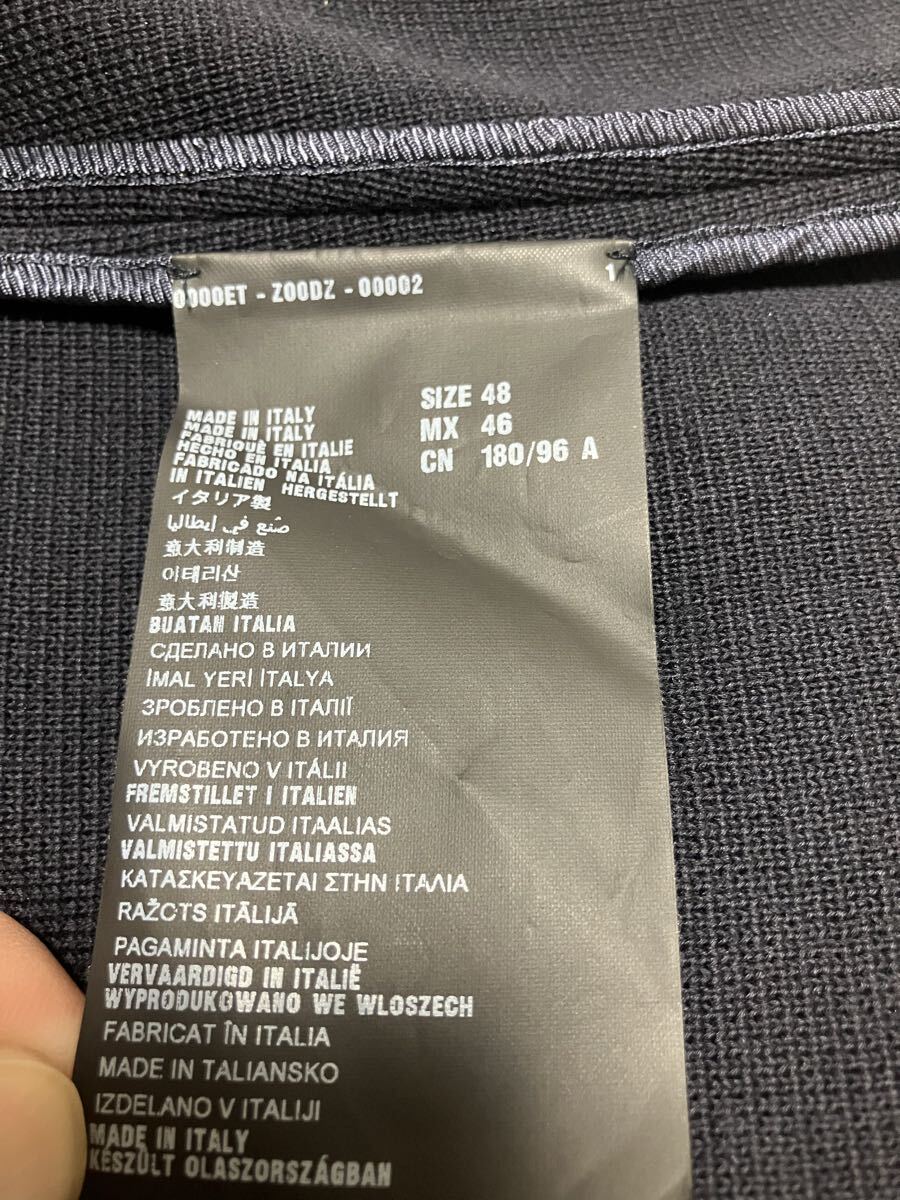 0000ET - Z00DZ - 00002 1
SIZE 48
MX 46
CN 180/96 A
MADE IN ITALY
MADE IN ITALY
FABRIQUÈ EN ITALIE
HECHO EN ITALIA
FABRICADO NA ITÁLIA
IN ITALIEN HERGESTELLT
イタリア製
صنع في إيطاليا
意大利制造
이태리산
意大利製造
BUATAN ITALIA
СДЕЛАНО В ИТАЛИИ
İMAL YERİ İTALYA
ЗРОБЛЕНО В ІТАЛІЇ
ИЗРАБОТЕНО В ИТАЛИЯ
VYROBENO V ITÁLII
FREMSTILLET I ITALIEN
VALMISTATUD ITAALIAS
VALMISTETTU ITALIASSA
ΚΑΤΑΣΚΕΥΑΖΕΤΑΙ ΣΤΗΝ ΙΤΑΛΙΑ
RAŽOTS ITĀLIJĀ
PAGAMINTA ITALIJOJE
VERVAARDIGD IN ITALIË
WYPRODUKOWANO WE WLOSZECH
FABRICAT ÎN ITALIA
MADE IN TALIANSKO
IZDELANO V ITALIJI
MADE IN ITALY
KÉSZÜLT OLASZORSZÁGBAN